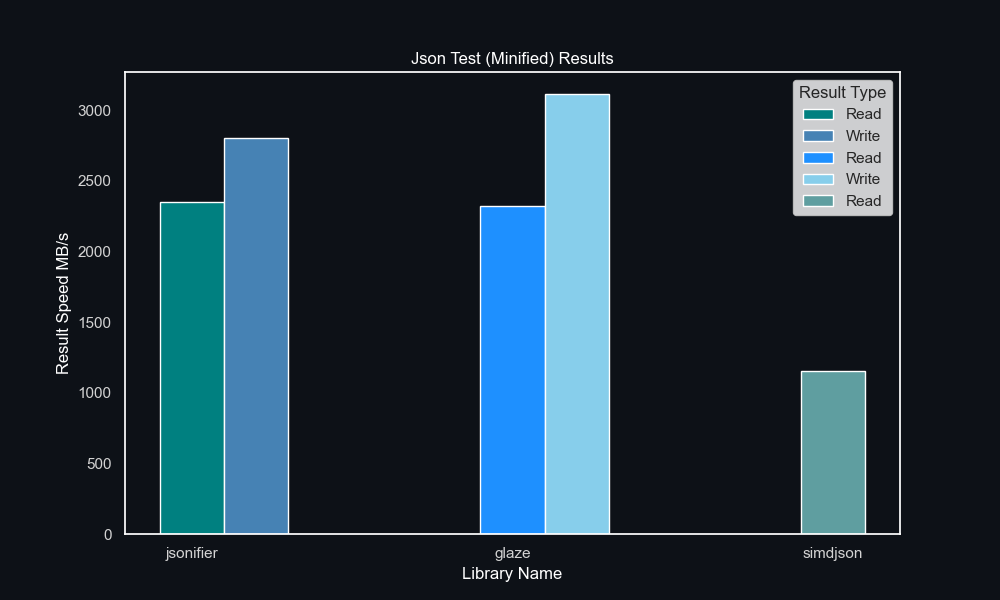 Json Test (Minified) Results
Result Type
Read
Write
Read
Write
Read
Result Speed MB/s
3000
2500
2000
1500
1000
500
0
jsonifier
glaze
simdjson
Library Name